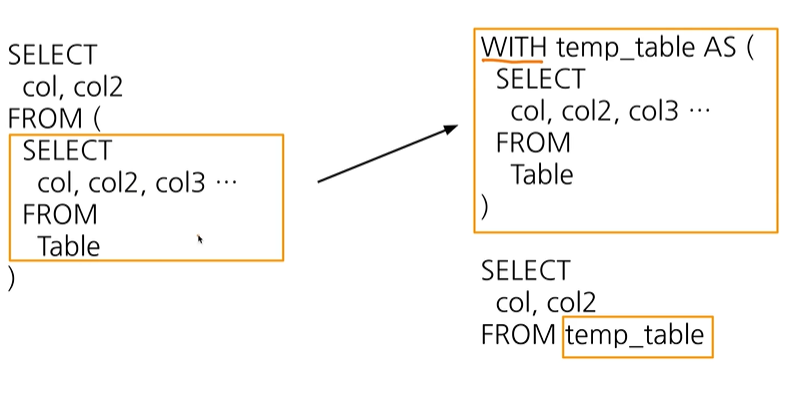 SELECT
col, col2
FROM (
SELECT
col, col2, col3 ⋯
FROM
Table
)
WITH temp_table AS (
SELECT
col, col2, col3 ⋯
FROM
Table
)
SELECT
col, col2
FROM temp_table